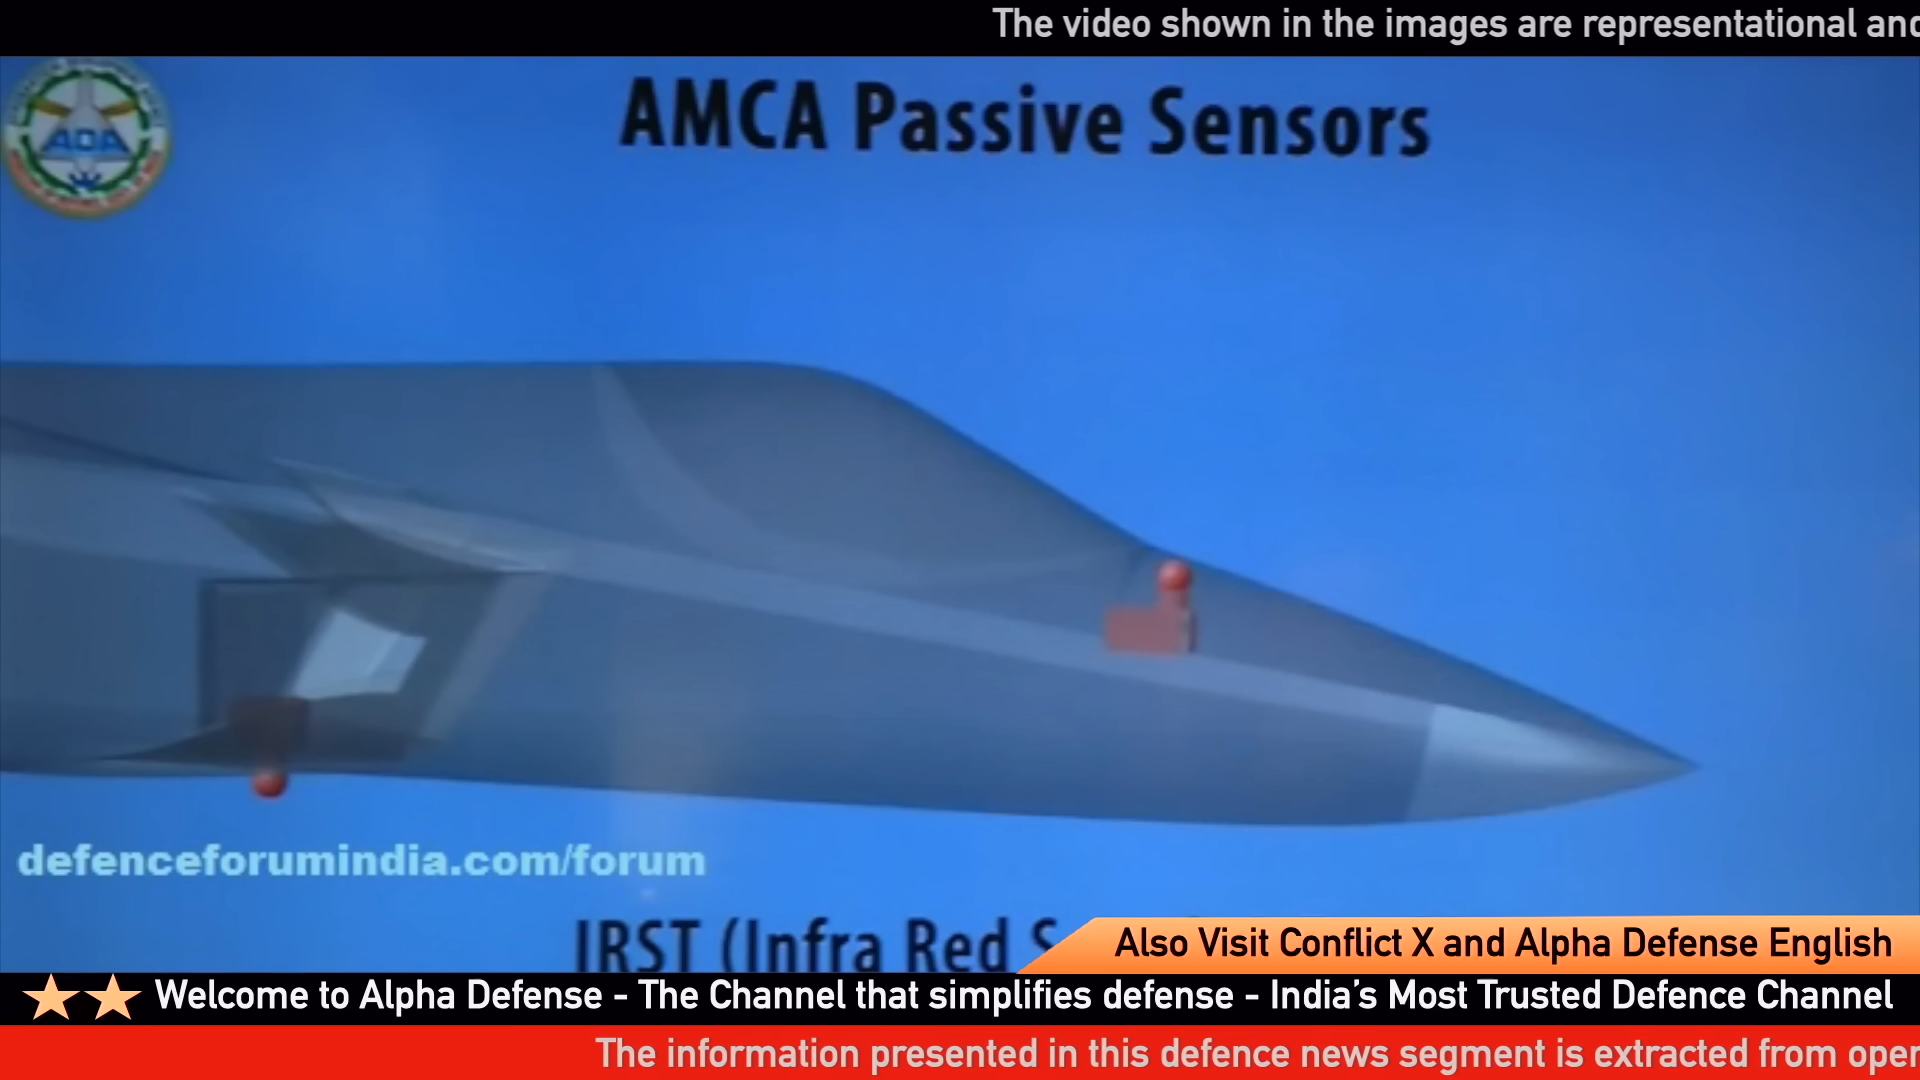 The video shown in the images are representational and
ADA
AMCA Passive Sensors
defenceforumindia.com/forum
IRST (Infra Red S
Also Visit Conflict X and Alpha Defense English
Welcome to Alpha Defense - The Channel that simplifies defense - India's Most Trusted Defence Channel
The information presented in this defence news segment is extracted from open